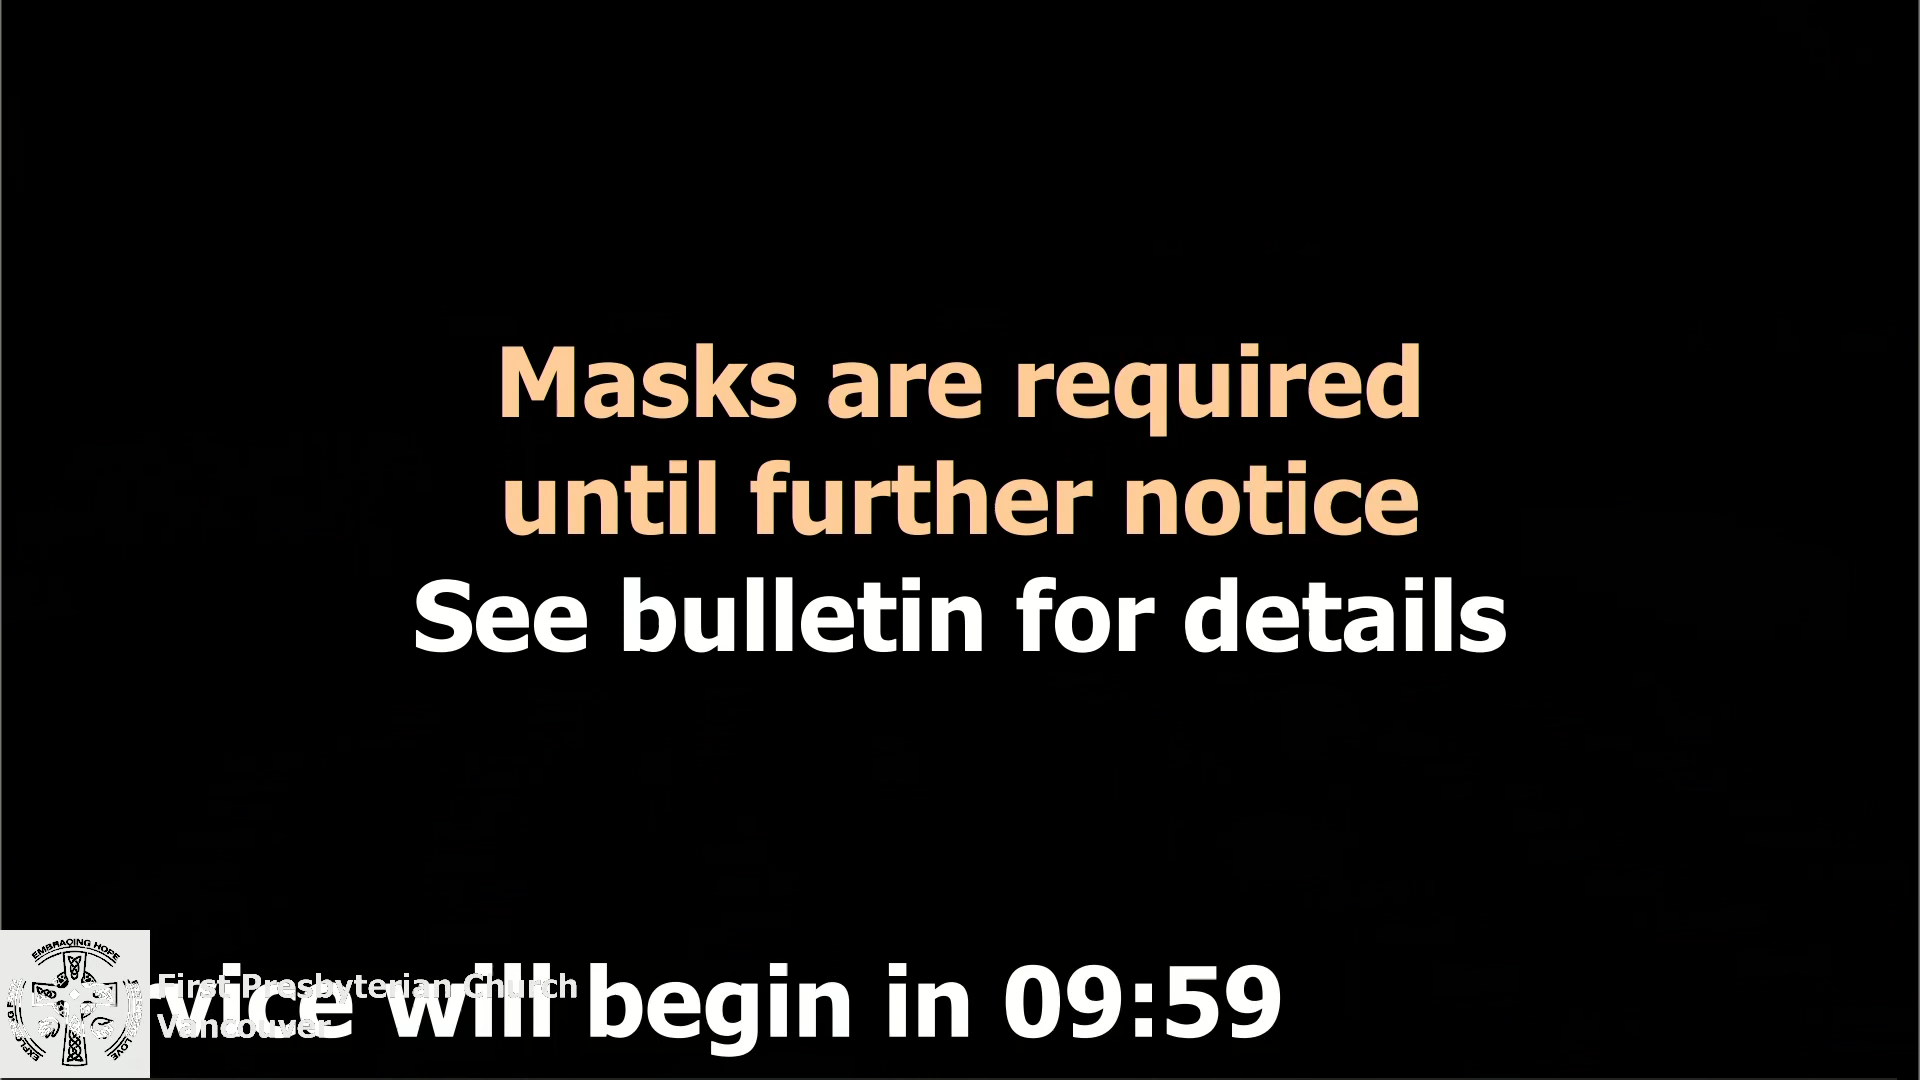 Masks are required
until further notice
See bulletin for details
EMBRACING HOPE
LOVE
First Presbyterian Church
Vancouver
vice will begin in 09:59